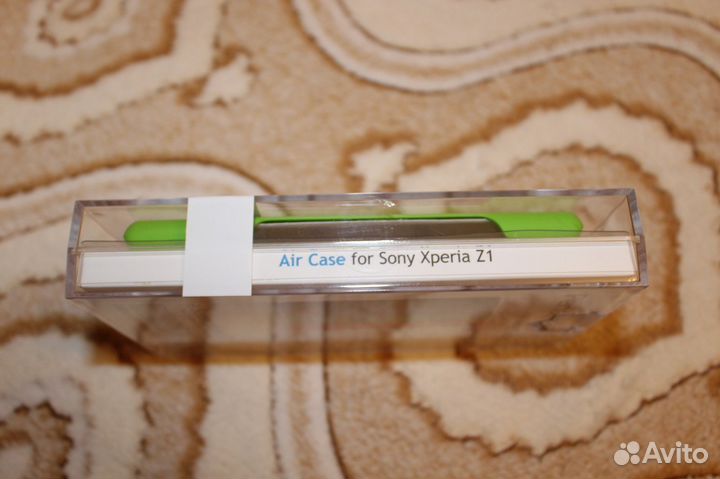 Air Case for Sony Xperia Z1
Avito